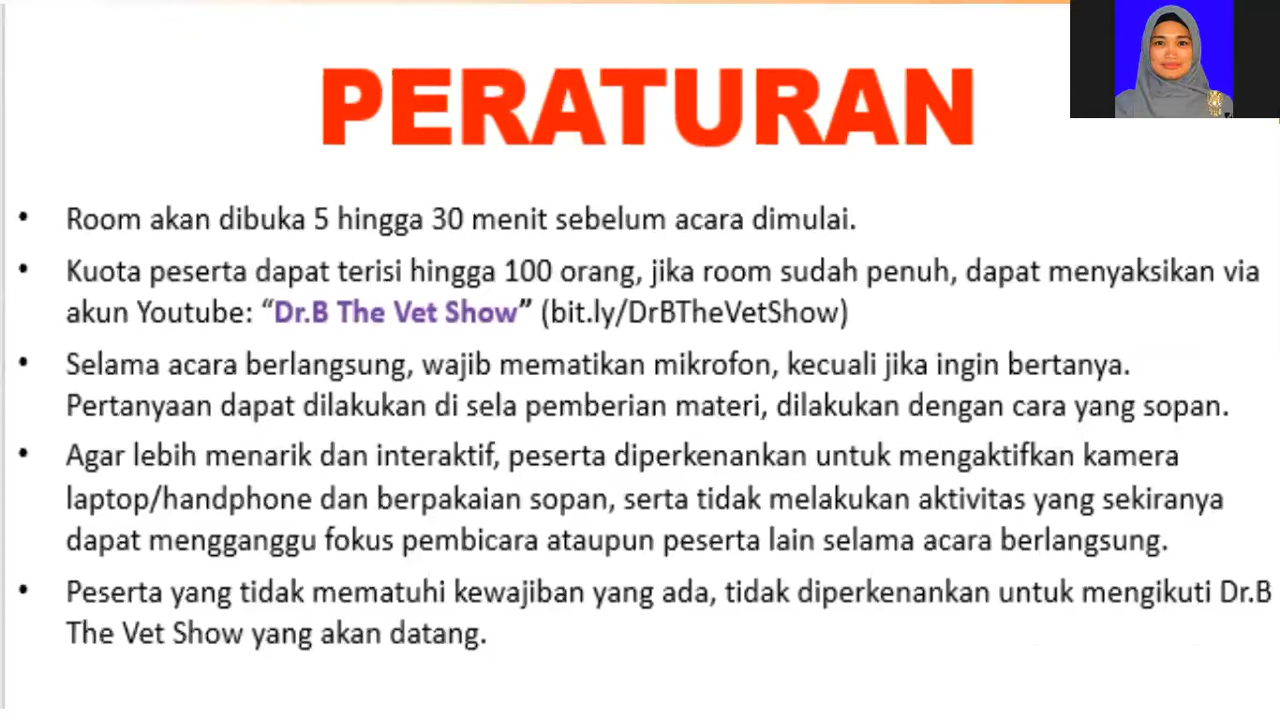 PERATURAN
• Room akan dibuka 5 hingga 30 menit sebelum acara dimulai.
• Kuota peserta dapat terisi hingga 100 orang, jika room sudah penuh, dapat menyaksikan via
akun Youtube: “Dr.B The Vet Show” (bit.ly/DrBTheVetShow)
• Selama acara berlangsung, wajib mematikan mikrofon, kecuali jika ingin bertanya.
Pertanyaan dapat dilakukan di sela pemberian materi, dilakukan dengan cara yang sopan.
• Agar lebih menarik dan interaktif, peserta diperkenankan untuk mengaktifkan kamera
laptop/handphone dan berpakaian sopan, serta tidak melakukan aktivitas yang sekiranya
dapat mengganggu fokus pembicara ataupun peserta lain selama acara berlangsung.
• Peserta yang tidak mematuhi kewajiban yang ada, tidak diperkenankan untuk mengikuti Dr.B
The Vet Show yang akan datang.